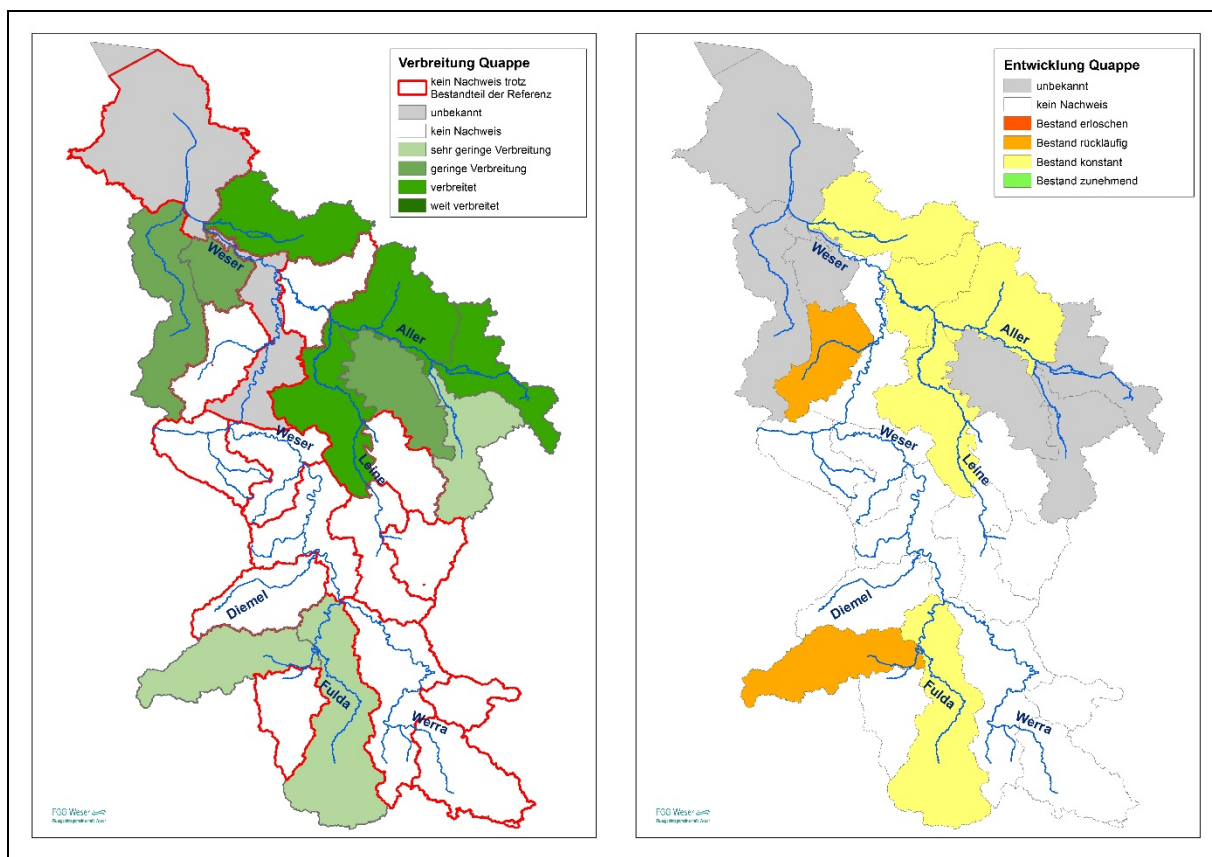 Verbreitung Quappe
kein Nachweis trotz
Bestandteil der Referenz
unbekannt
kein Nachweis
sehr geringe Verbreitung
geringe Verbreitung
verbreitet
weit verbreitet
Weser
Aller
Weser
Leine
Diemel
Fulda
Werra
FGG Weser
Entwicklung Quappe
unbekannt
kein Nachweis
Bestand erloschen
Bestand rückläufig
Bestand konstant
Bestand zunehmend
Weser
Aller
Weser
Leine
Diemel
Fulda
Werra
FGG Weser